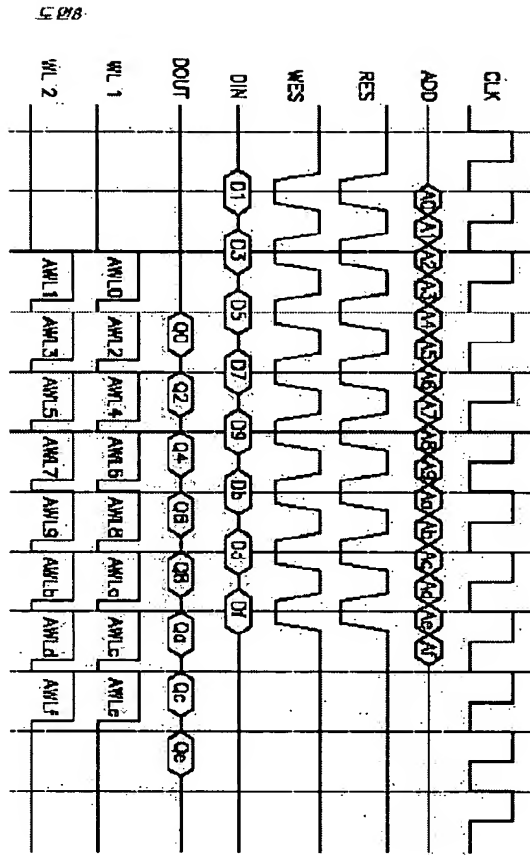 도면8
CLK
ADD A0 A1 A2 A3 A4 A5 A6 A7 A8 A9 Aa Ab Ac Ad Ae Af
RES
WES
DIN D1 D3 D5 D7 D9 Db Dd Df
DOUT Q0 Q2 Q4 Q6 Q8 Qa Qc Qe
WL 1 AWL0 AWL2 AWL4 AWL6 AWL8 AWLa AWLc AWLe
WL 2 AWL1 AWL3 AWL5 AWL7 AWL9 AWLb AWLd AWLf